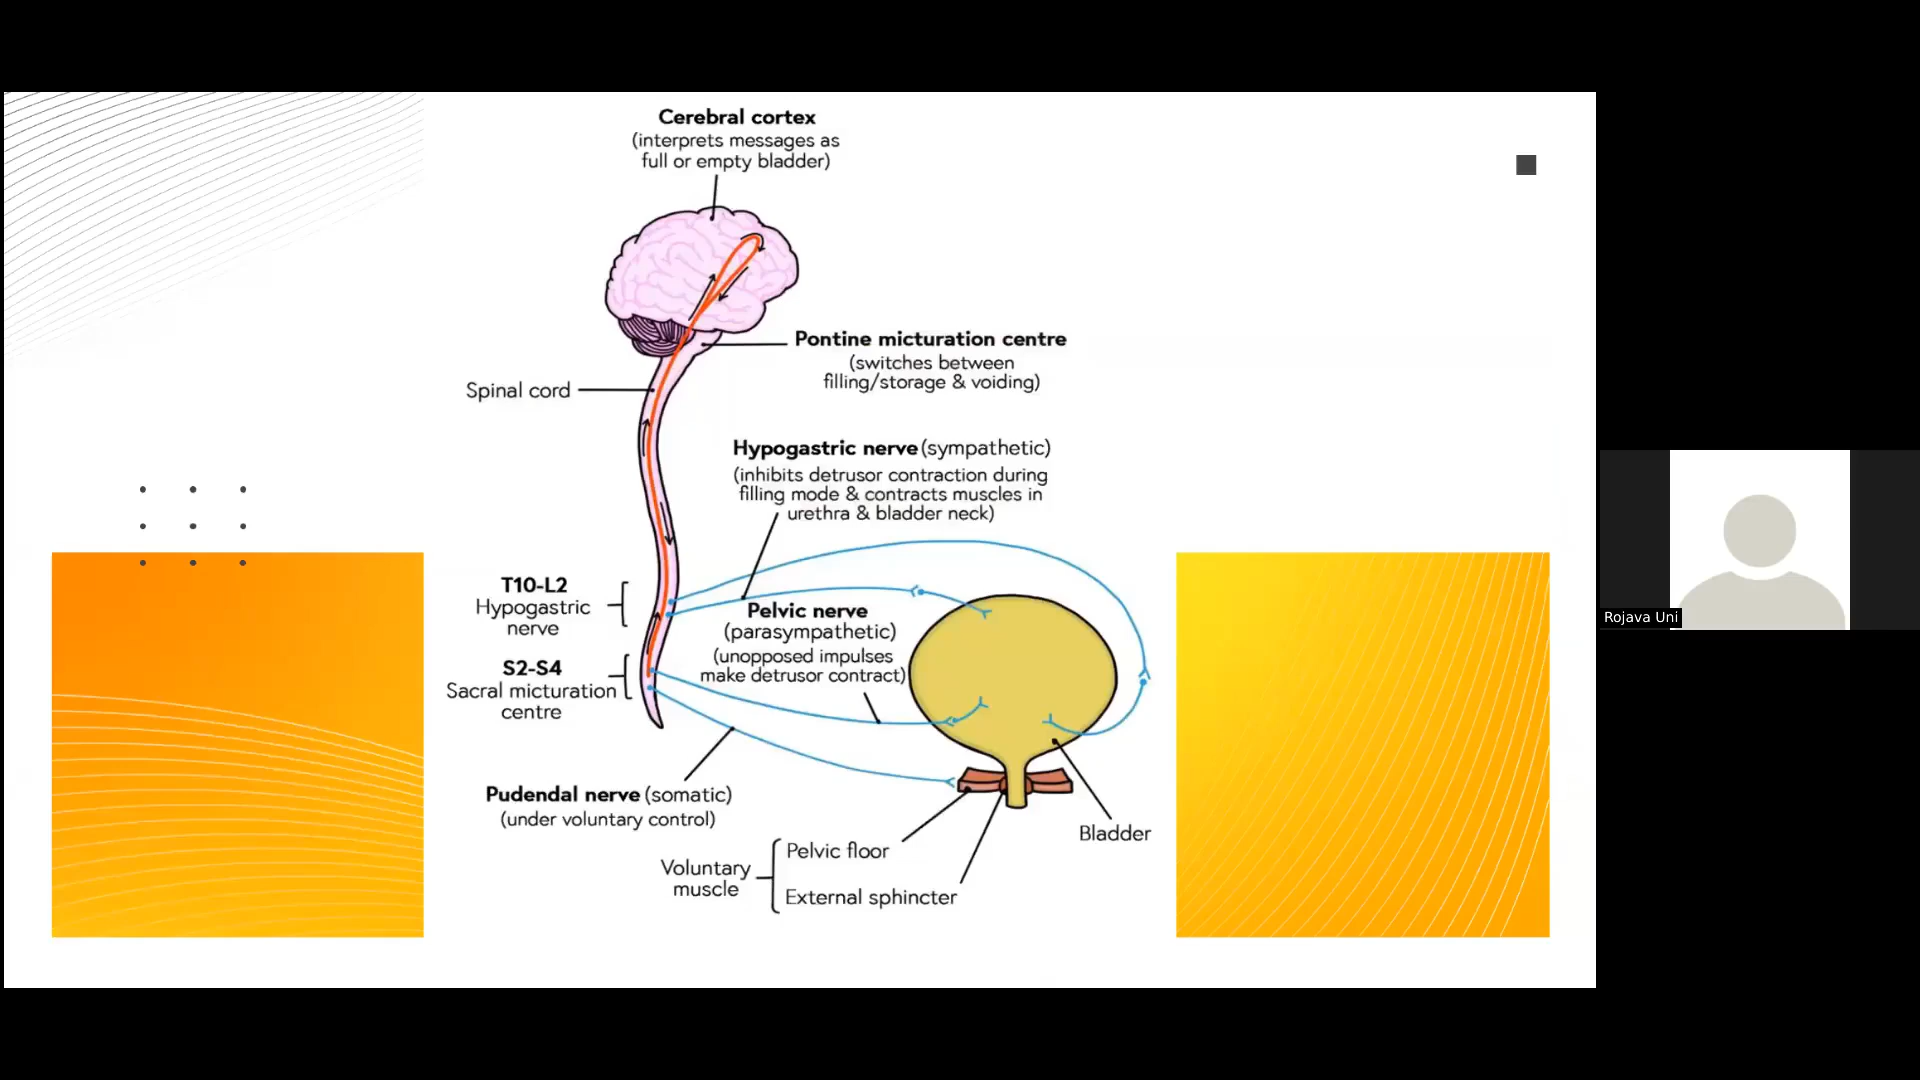 Cerebral cortex
(interprets messages as
full or empty bladder)
Pontine micturation centre
(switches between
filling/storage & voiding)
Spinal cord
Hypogastric nerve (sympathetic)
(inhibits detrusor contraction during
filling mode & contracts muscles in
urethra & bladder neck)
T10-L2
Hypogastric
nerve
Pelvic nerve
(parasympathetic)
(unopposed impulses
make detrusor contract)
S2-S4
Sacral micturation
centre
Pudendal nerve (somatic)
(under voluntary control)
Bladder
Voluntary
muscle
Pelvic floor
External sphincter
Rojava Uni